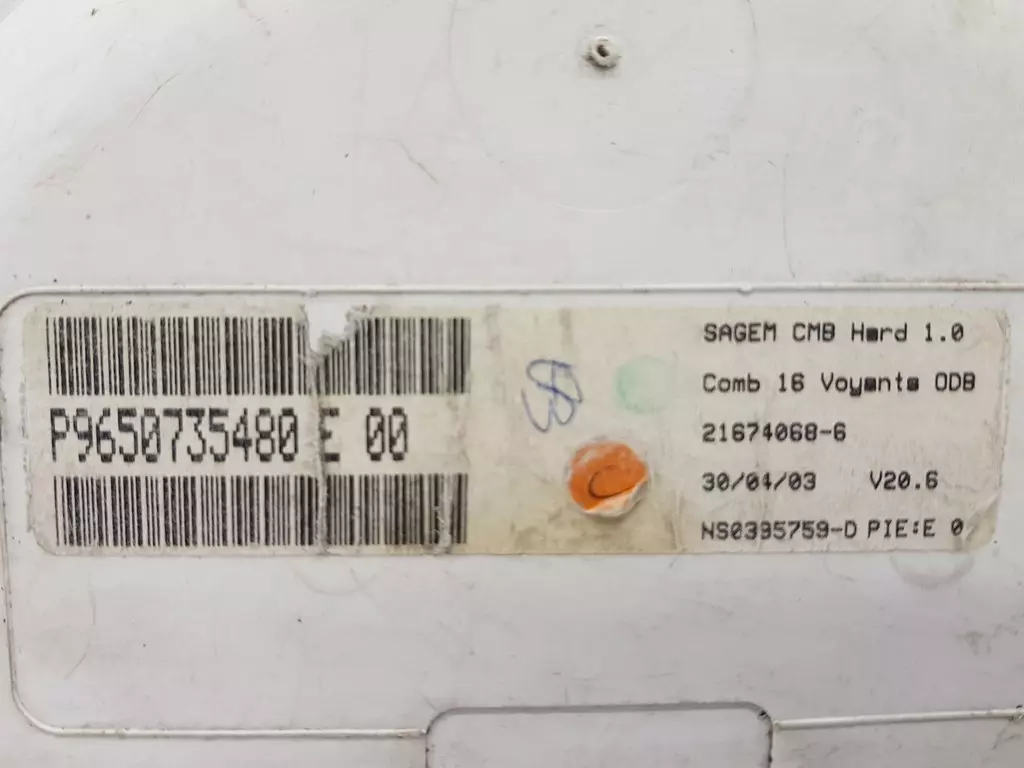 P9650735480 E 00
SAGEM CMB Hard 1.0
Comb 16 Voyants ODB
21674068-6
30/04/03 V20.6
NS0395759-D PIE:E 0